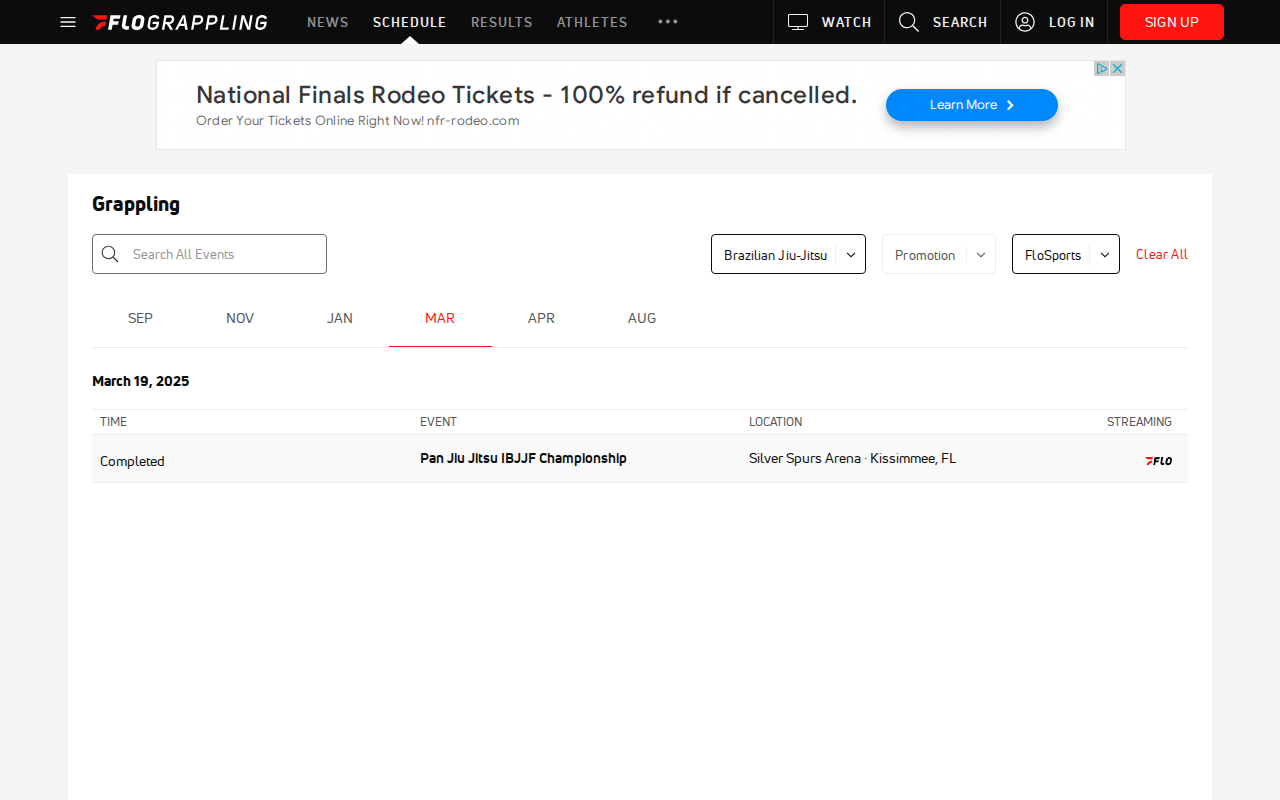 FLOGRAPPLING NEWS SCHEDULE RESULTS ATHLETES WATCH SEARCH LOG IN SIGN UP
National Finals Rodeo Tickets - 100% refund if cancelled.
Order Your Tickets Online Right Now! nfr-rodeo.com
Learn More
Grappling
Search All Events Brazilian Jiu-Jitsu Promotion FloSports Clear All
SEP NOV JAN MAR APR AUG
March 19, 2025
TIME EVENT LOCATION STREAMING
Completed Pan Jiu Jitsu IBJJF Championship Silver Spurs Arena · Kissimmee, FL FLO